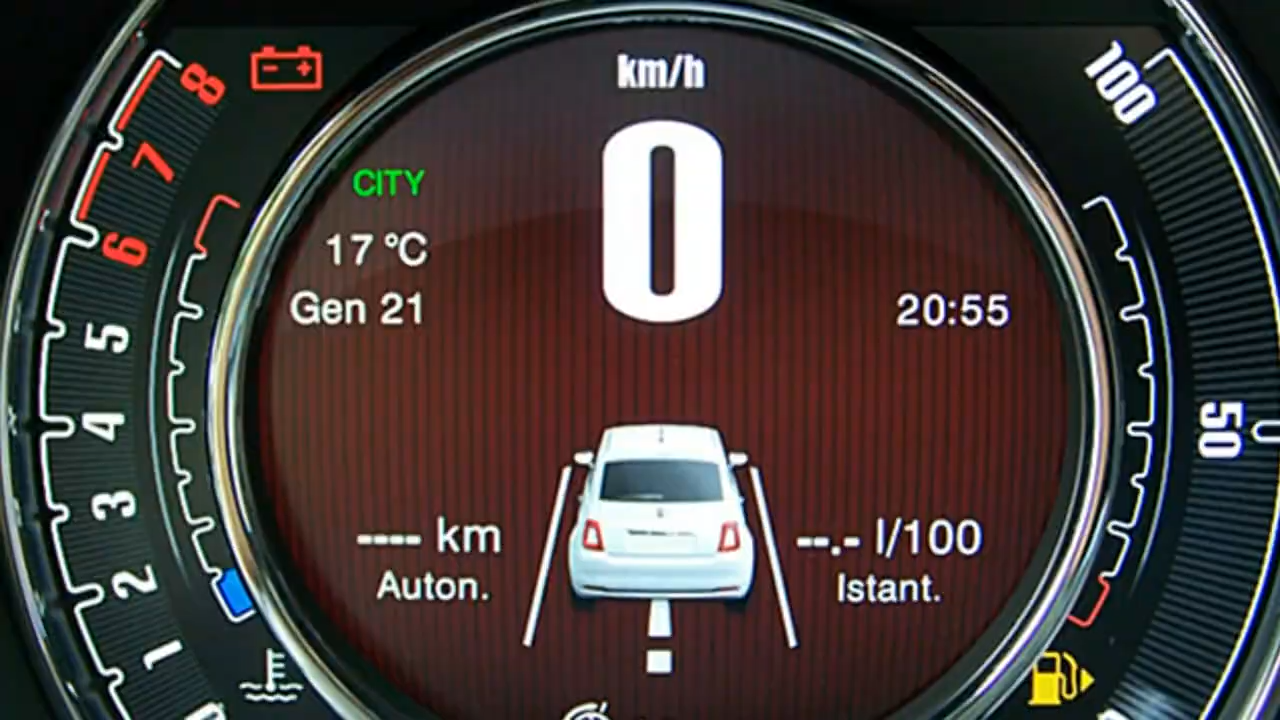 km/h
0
CITY
17 °C
Gen 21
20:55
---- km
Auton.
--.- l/100
Istant.
8
7
6
5
4
3
2
1
100
50